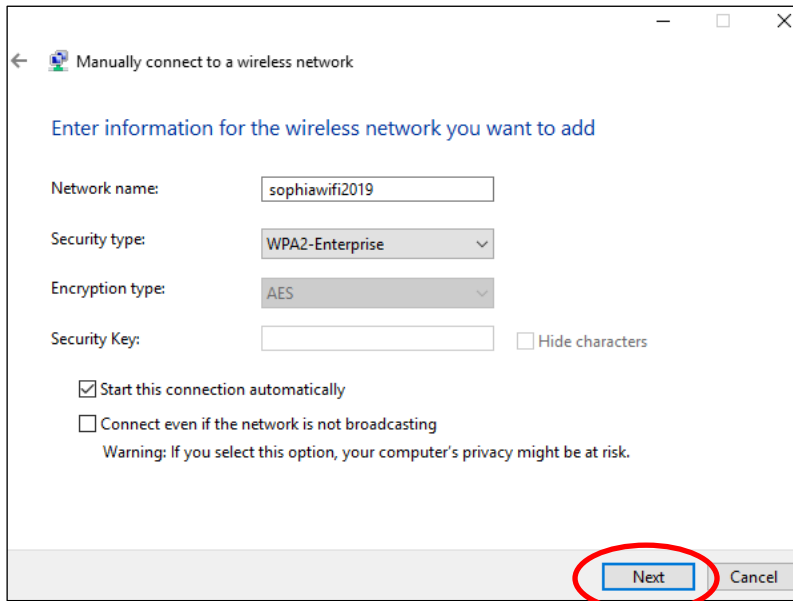 Manually connect to a wireless network
Enter information for the wireless network you want to add
Network name: sophiawifi2019
Security type: WPA2-Enterprise
Encryption type: AES
Security Key: Hide characters
Start this connection automatically
Connect even if the network is not broadcasting
Warning: If you select this option, your computer's privacy might be at risk.
Next Cancel